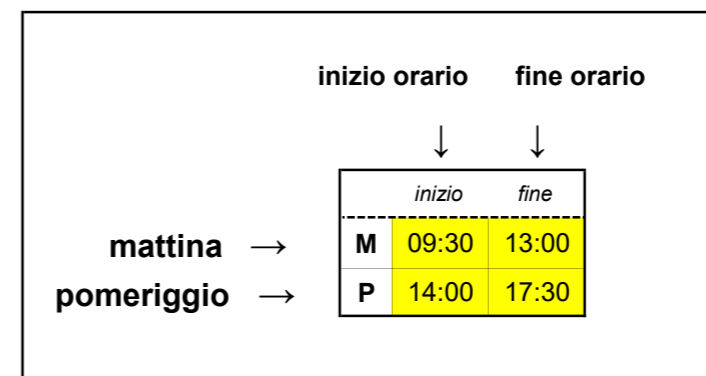 inizio orario fine orario
↓ ↓
inizio fine
mattina → M 09:30 13:00
pomeriggio → P 14:00 17:30